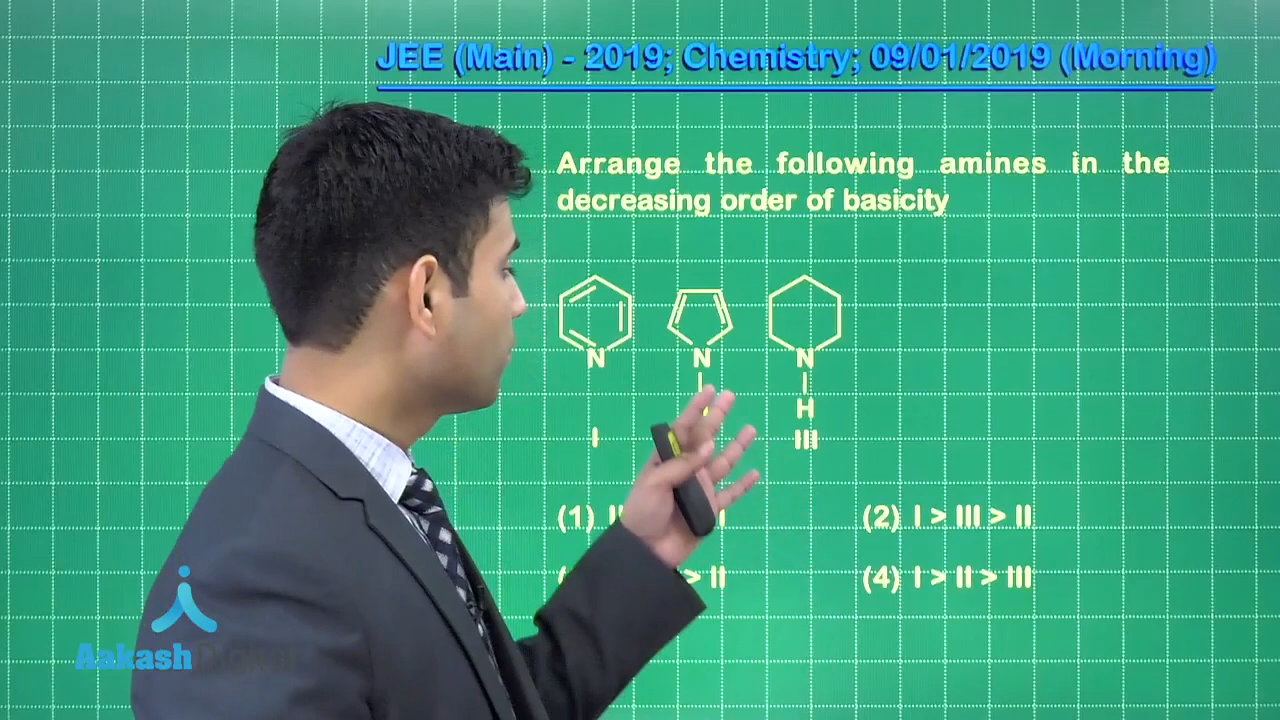 JEE (Main) - 2019; Chemistry; 09/01/2019 (Morning)
Arrange the following amines in the
decreasing order of basicity
N N N
H
I III
(1) (2) I > III > II
> II (4) I > II > III
Aakash